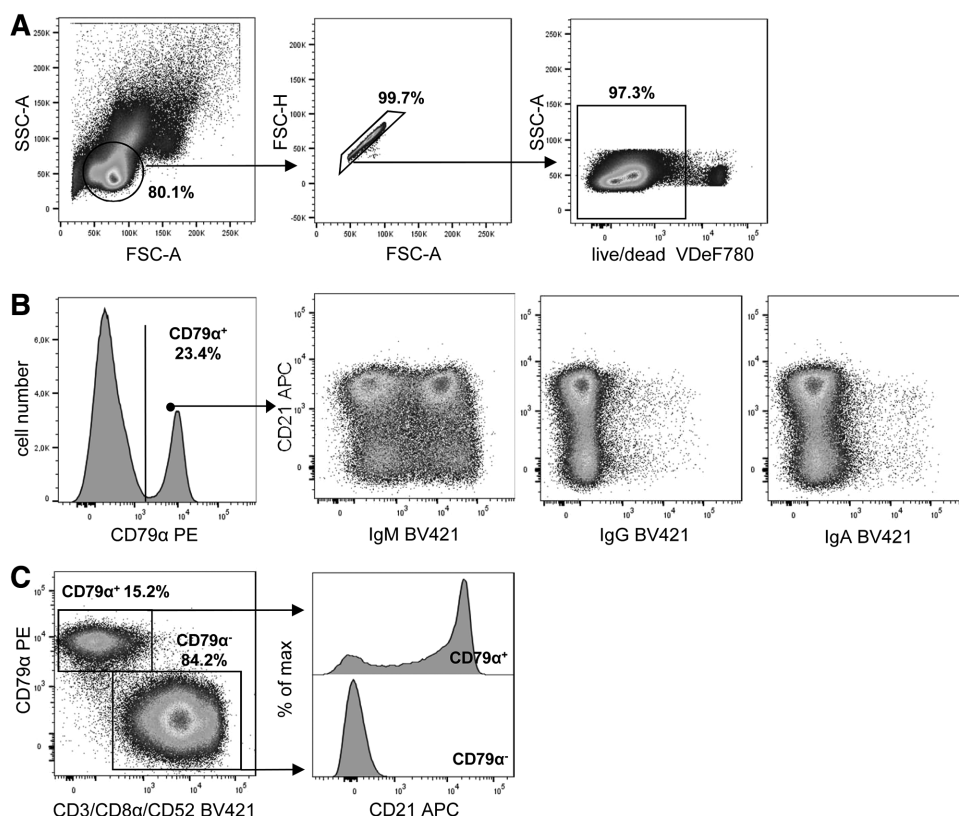 A
SSC-A
250K
200K
150K
100K
50K
0
80.1%
0 50K 100K 150K 200K 250K
FSC-A
FSC-H
200K
150K
100K
50K
0
-50K
99.7%
0 50K 100K 150K 200K 250K
FSC-A
SSC-A
250K
200K
150K
100K
50K
0
97.3%
0 10³ 10⁴ 10⁵
live/dead VDeF780
B
cell number
6,0K
4,0K
2,0K
0
CD79α⁺
23.4%
0 10³ 10⁴ 10⁵
CD79α PE
CD21 APC
10⁵
10⁴
10³
0
0 10³ 10⁴ 10⁵
IgM BV421
10⁵
10⁴
10³
0
0 10³ 10⁴ 10⁵
IgG BV421
10⁵
10⁴
10³
0
0 10³ 10⁴ 10⁵
IgA BV421
C
CD79α PE
10⁵
10⁴
10³
0
CD79α⁺ 15.2%
CD79α⁻
84.2%
0 10³ 10⁴ 10⁵
CD3/CD8α/CD52 BV421
% of max
CD79α⁺
CD79α⁻
0 10³ 10⁴ 10⁵
CD21 APC